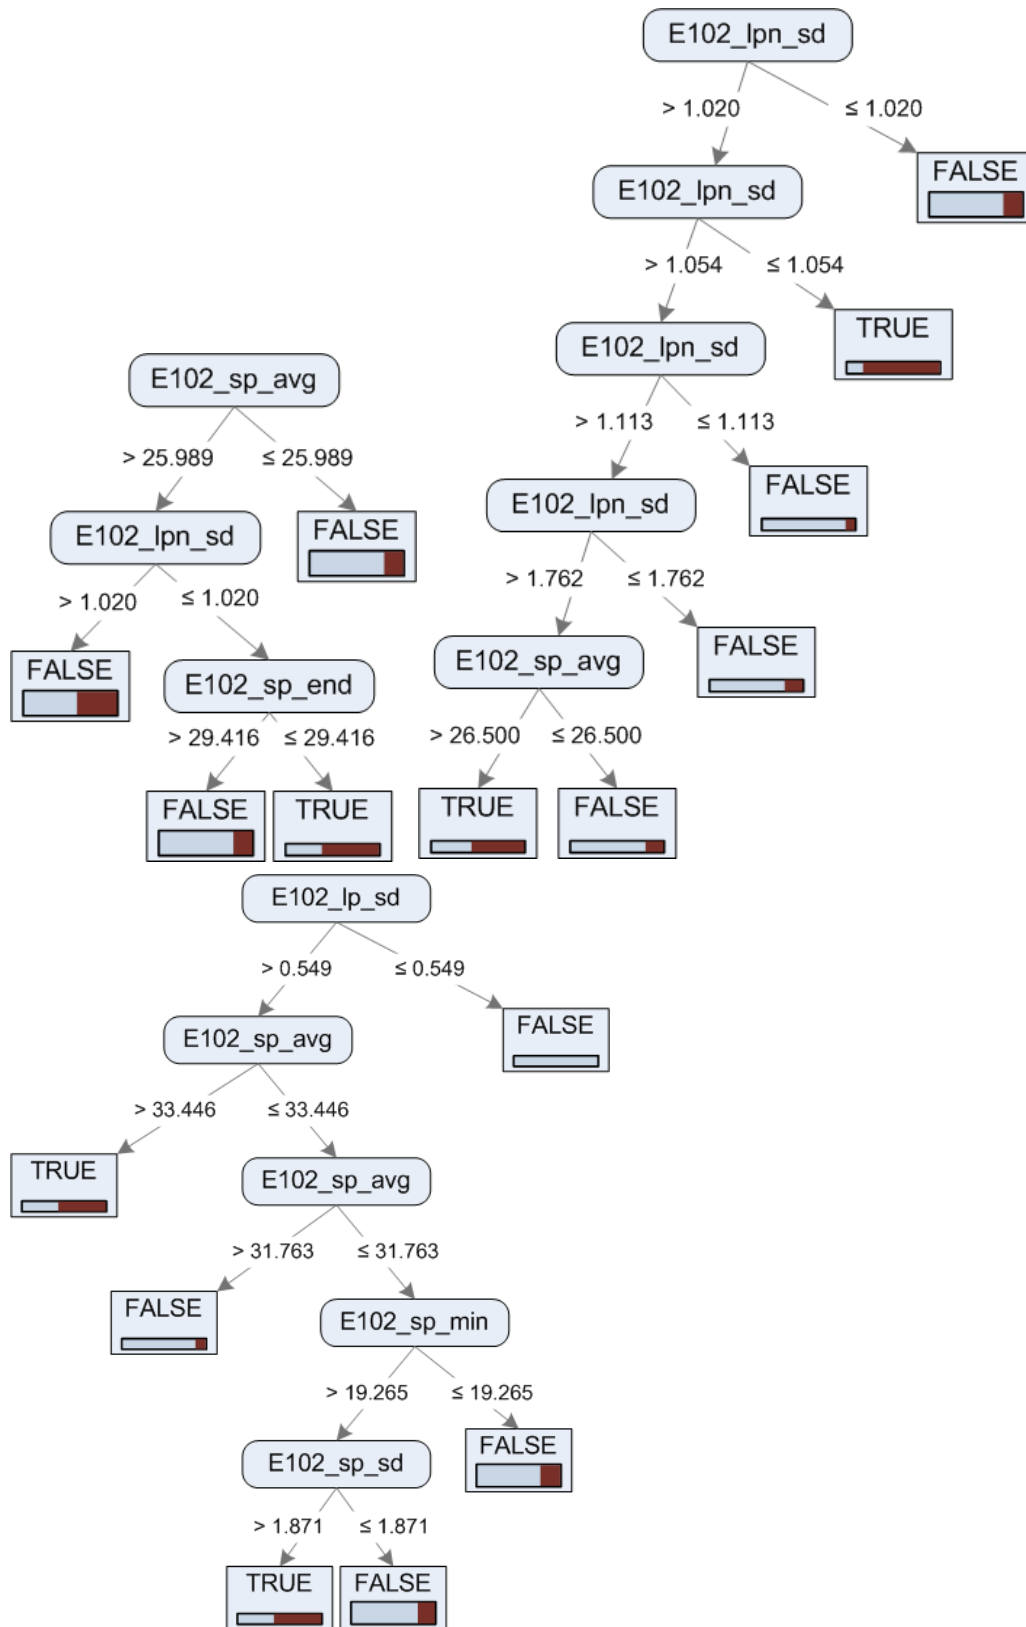 E102_lpn_sd
> 1.020
≤ 1.020
FALSE
E102_lpn_sd
> 1.054
≤ 1.054
TRUE
E102_lpn_sd
> 1.113
≤ 1.113
FALSE
E102_lpn_sd
> 1.762
≤ 1.762
FALSE
E102_sp_avg
> 26.500
≤ 26.500
TRUE
FALSE
E102_sp_avg
> 25.989
≤ 25.989
FALSE
E102_lpn_sd
> 1.020
≤ 1.020
FALSE
E102_sp_end
> 29.416
≤ 29.416
FALSE
TRUE
E102_lp_sd
> 0.549
≤ 0.549
FALSE
E102_sp_avg
> 33.446
≤ 33.446
TRUE
E102_sp_avg
> 31.763
≤ 31.763
FALSE
E102_sp_min
> 19.265
≤ 19.265
FALSE
E102_sp_sd
> 1.871
≤ 1.871
TRUE
FALSE